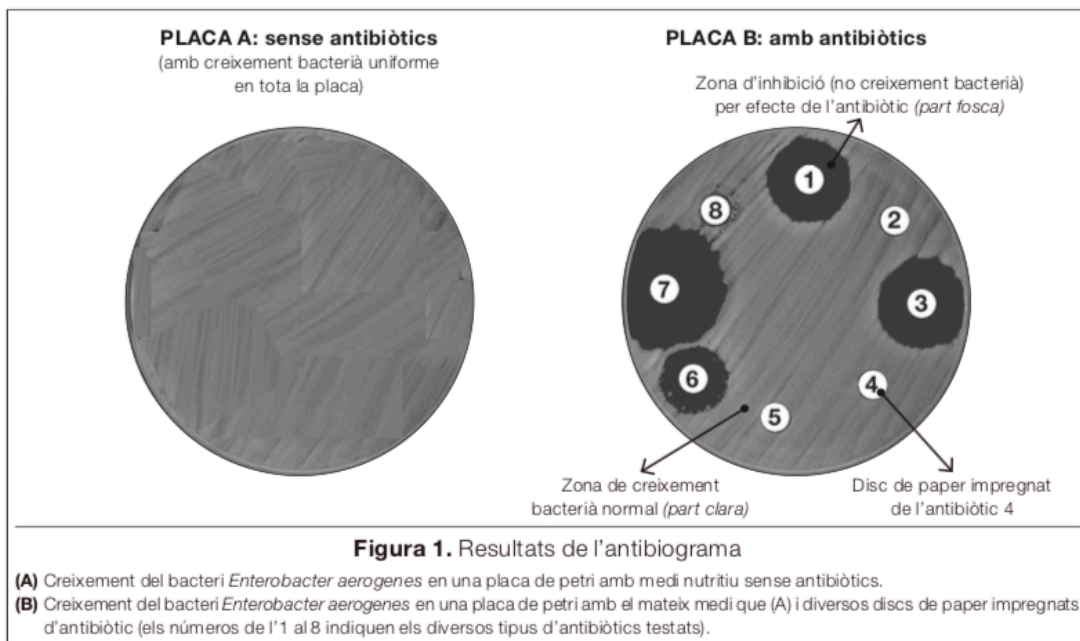 PLACA A: sense antibiòtics
(amb creixement bacterià uniforme
en tota la placa)
PLACA B: amb antibiòtics
Zona d'inhibició (no creixement bacterià)
per efecte de l'antibiòtic (part fosca)
1
2
3
4
5
6
7
8
Zona de creixement
bacterià normal (part clara)
Disc de paper impregnat
de l'antibiòtic 4
Figura 1. Resultats de l'antibiograma
(A) Creixement del bacteri Enterobacter aerogenes en una placa de petri amb medi nutritiu sense antibiòtics.
(B) Creixement del bacteri Enterobacter aerogenes en una placa de petri amb el mateix medi que (A) i diversos discs de paper impregnats
d'antibiòtic (els números de l'1 al 8 indiquen els diversos tipus d'antibiòtics testats).